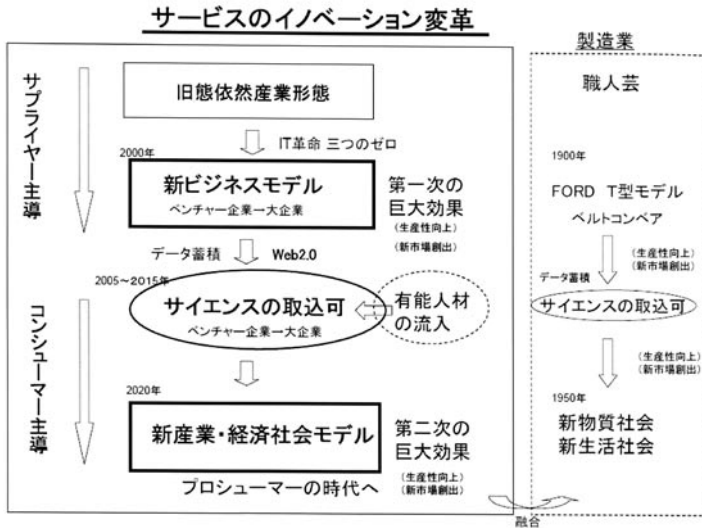 サービスのイノベーション変革
製造業
サプライヤー主導
旧態依然産業形態
IT革命 三つのゼロ
2000年
新ビジネスモデル
ベンチャー企業→大企業
第一次の
巨大効果
(生産性向上)
(新市場創出)
データ蓄積
Web2.0
2005~2015年
サイエンスの取込可
ベンチャー企業→大企業
有能人材
の流入
コンシューマー主導
2020年
新産業・経済社会モデル
第二次の
巨大効果
(生産性向上)
(新市場創出)
プロシューマーの時代へ
融合
職人芸
1900年
FORD T型モデル
ベルトコンベア
(生産性向上)
(新市場創出)
データ蓄積
サイエンスの取込可
(生産性向上)
(新市場創出)
1950年
新物質社会
新生活社会